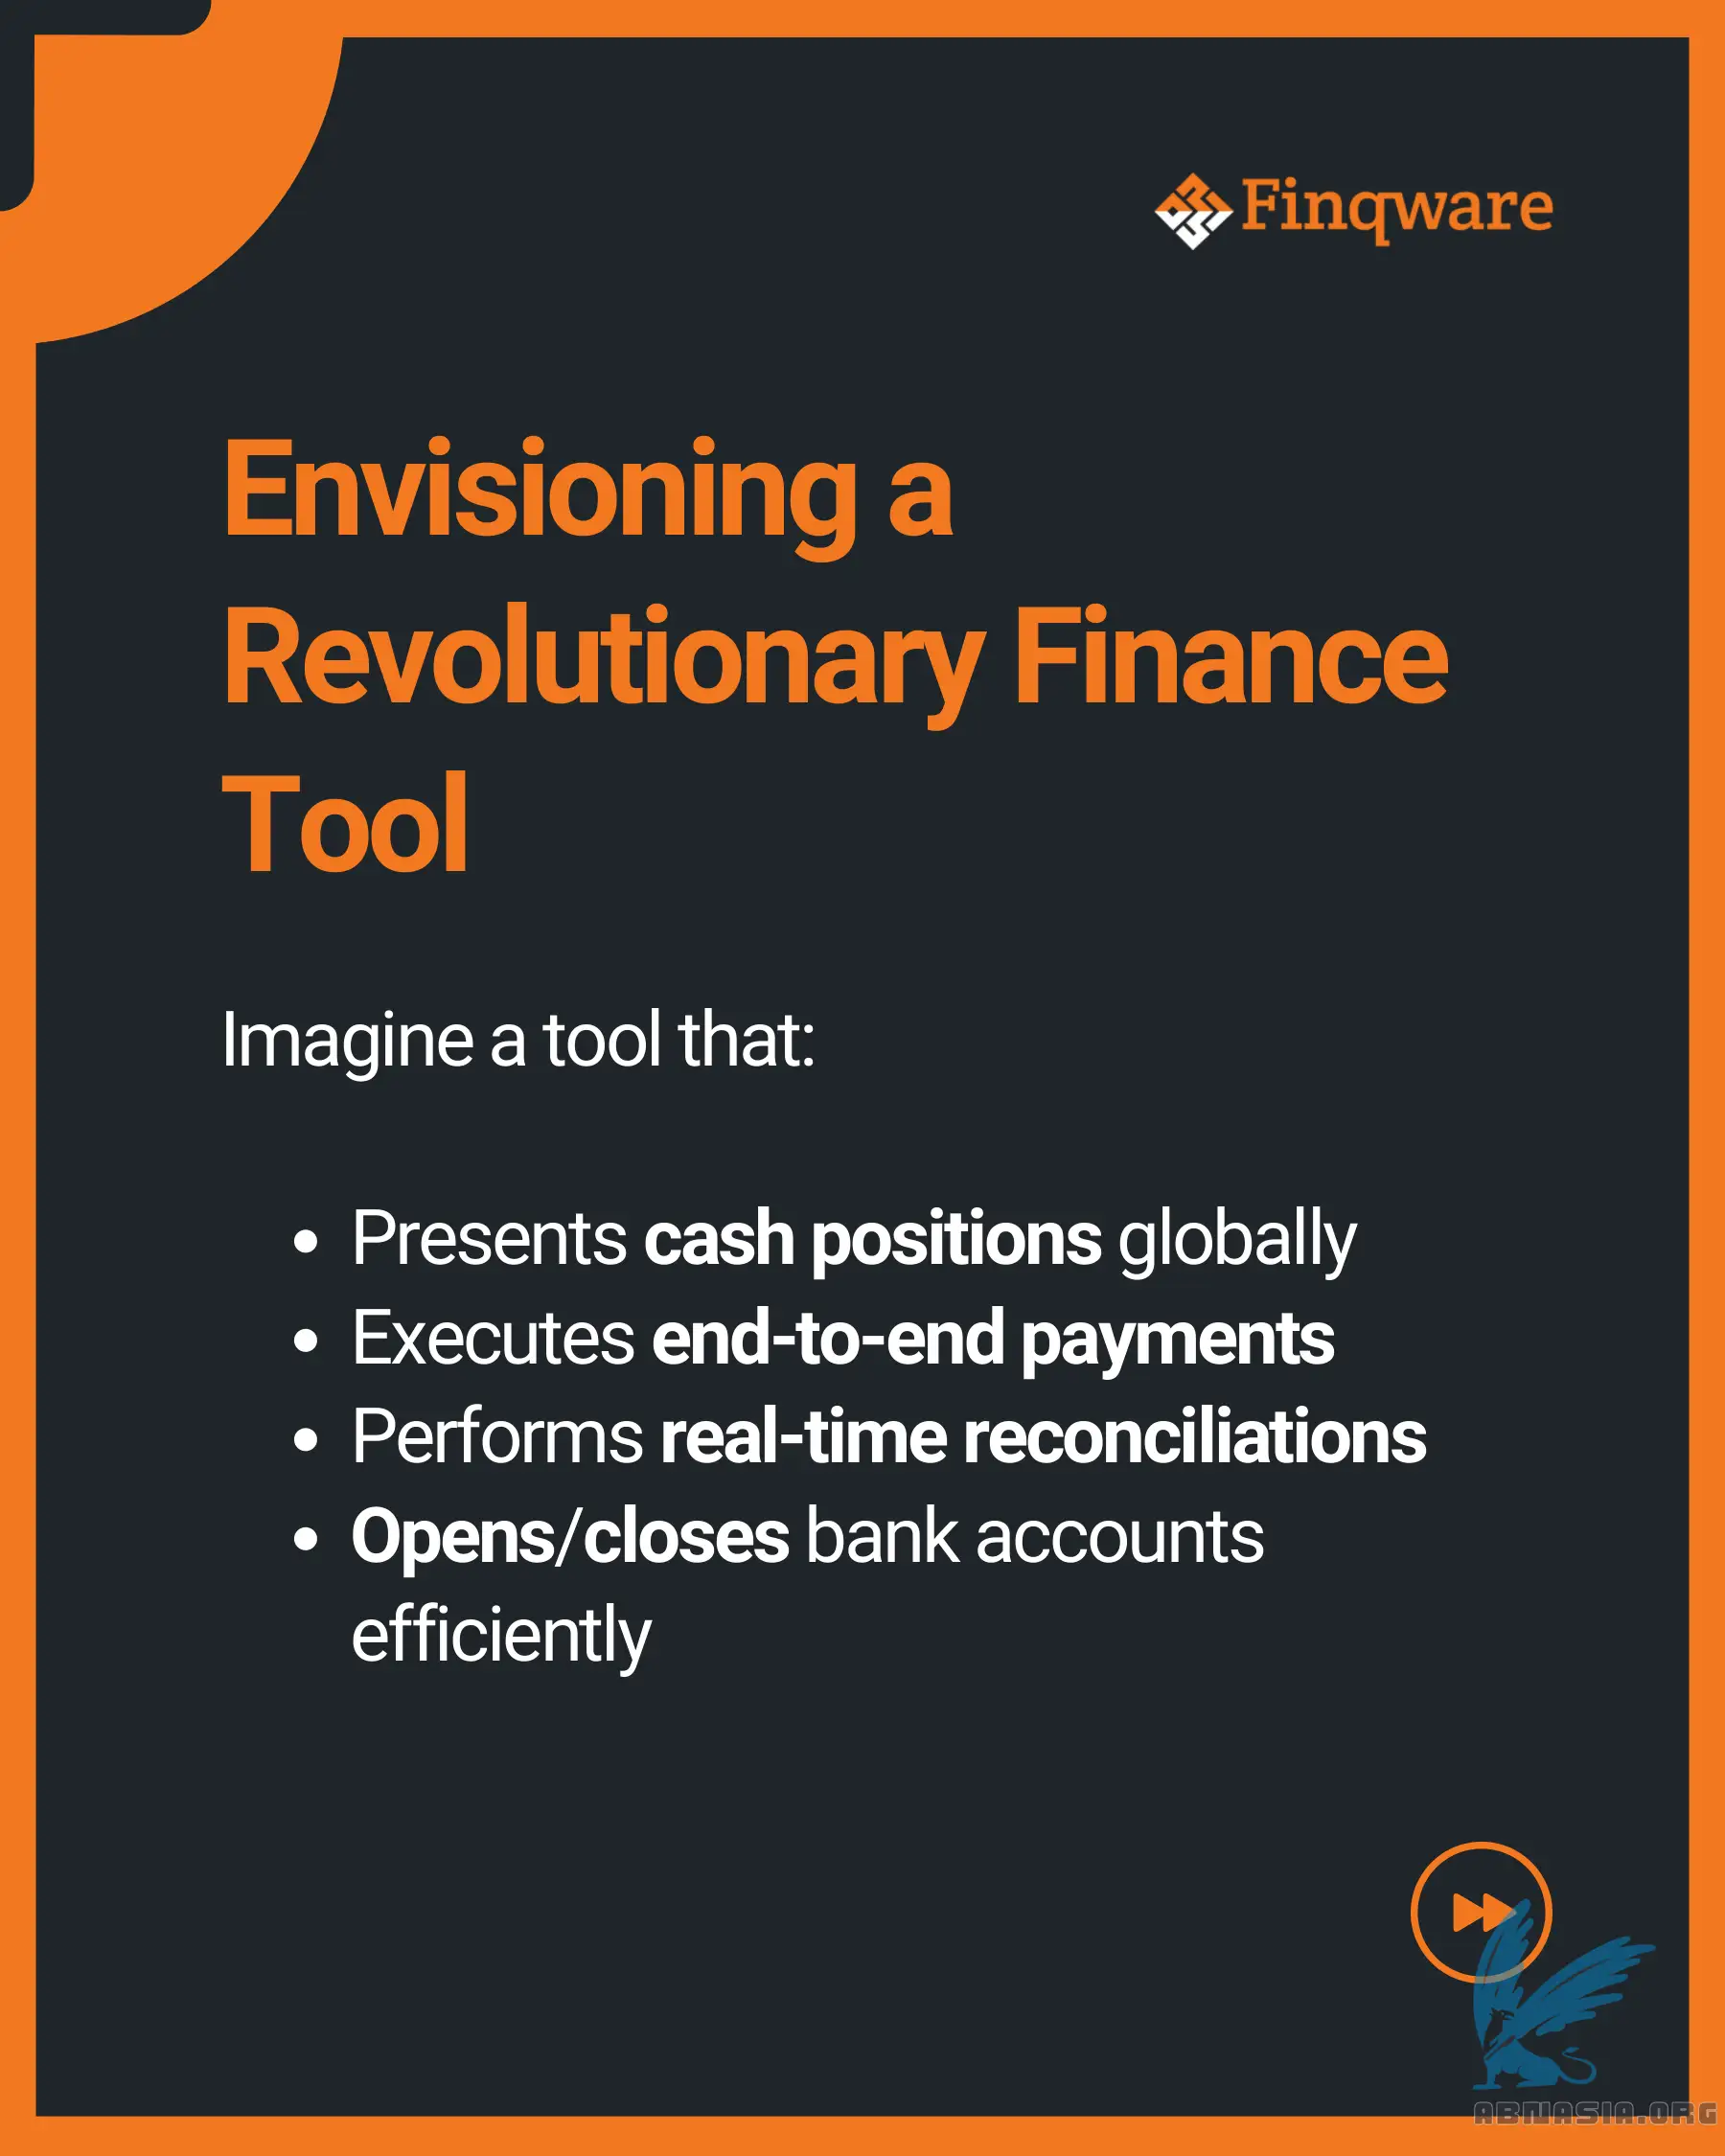 Finqware
Envisioning a
Revolutionary Finance
Tool
Imagine a tool that:
• Presents cash positions globally
• Executes end-to-end payments
• Performs real-time reconciliations
• Opens/closes bank accounts
efficiently
ABNASIA.ORG